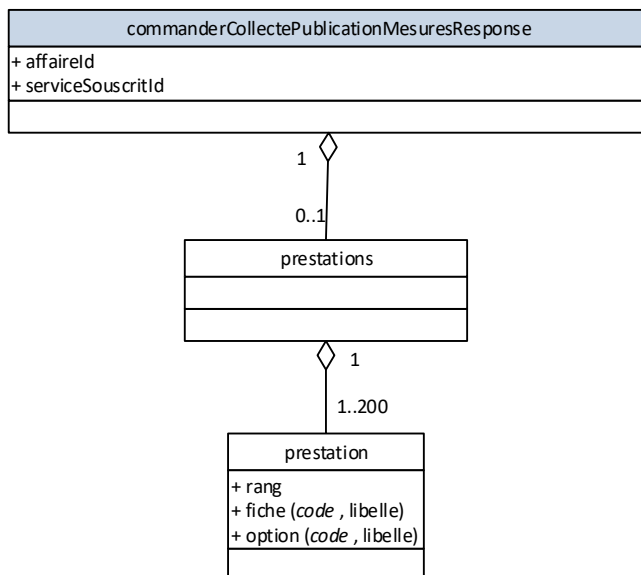 commanderCollectePublicationMesuresResponse
+ affaireId
+ serviceSouscritId
1
0..1
prestations
1
1..200
prestation
+ rang
+ fiche (code , libelle)
+ option (code , libelle)